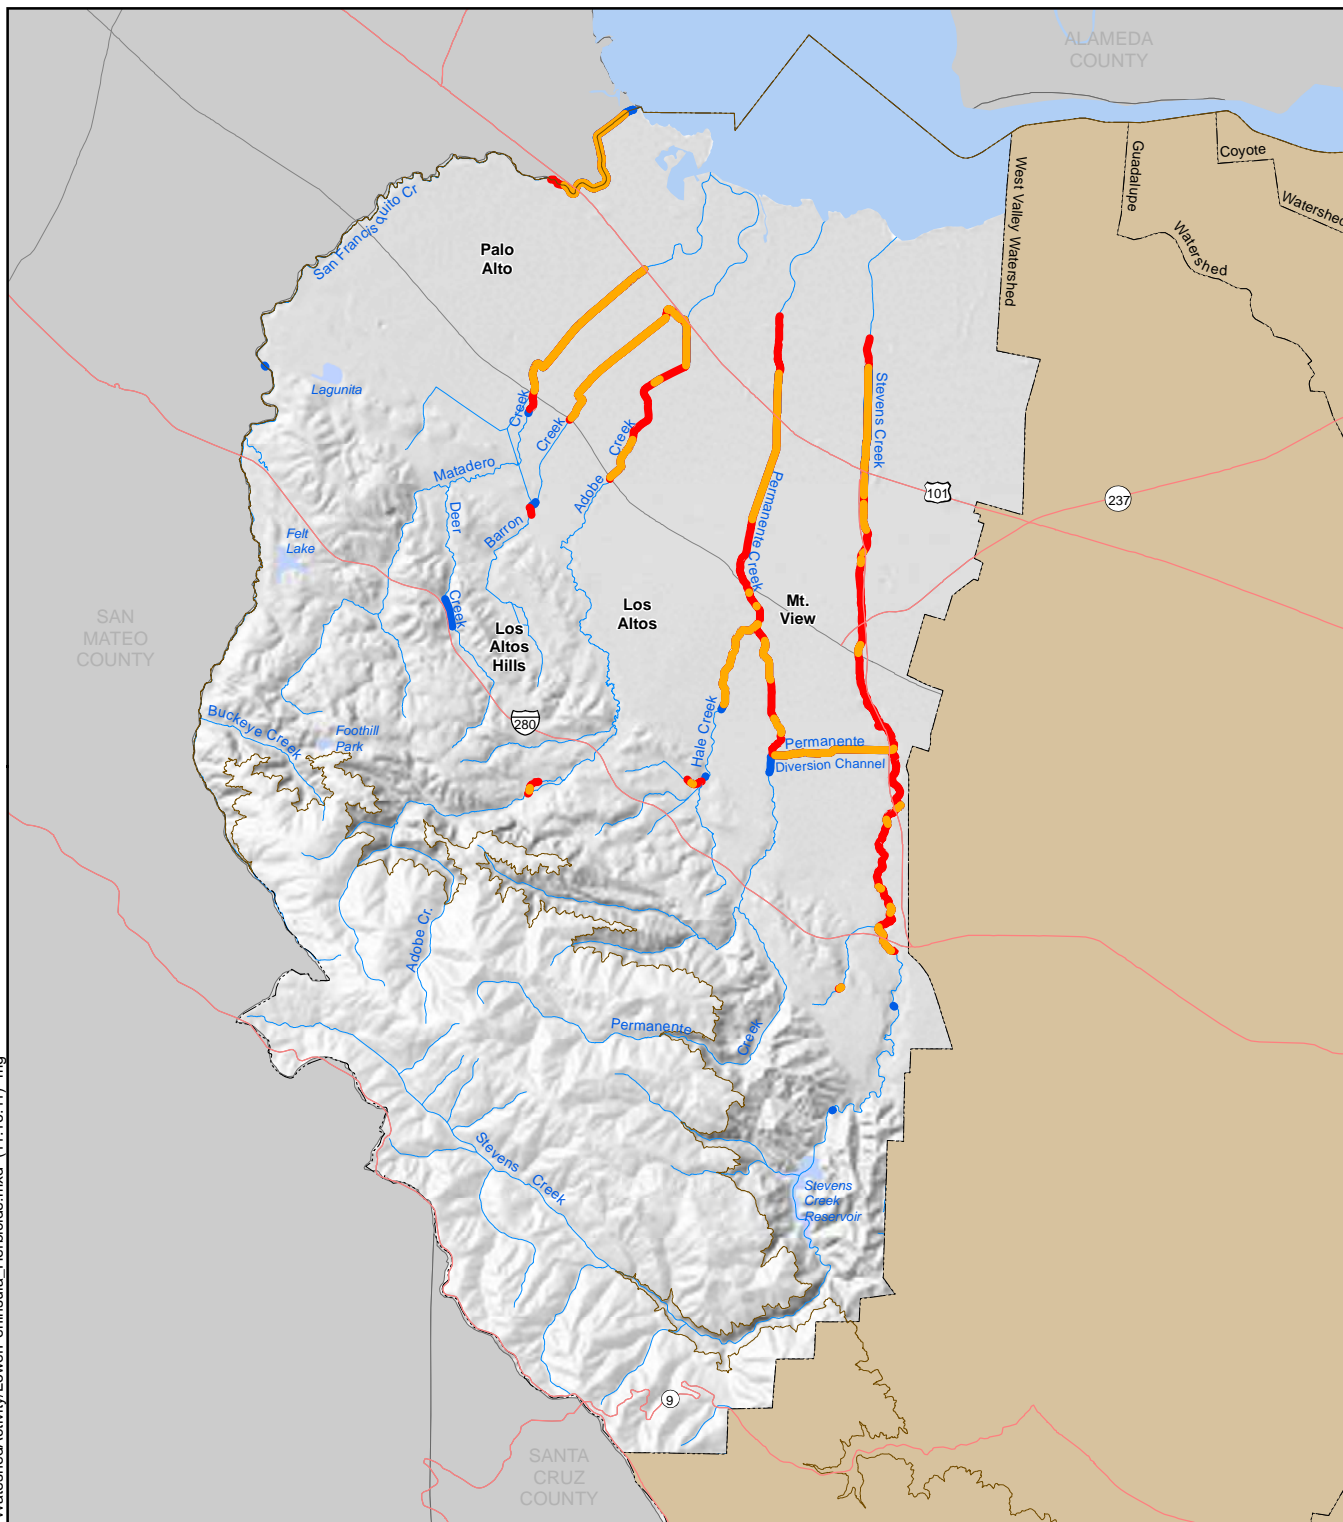 ALAMEDA
COUNTY
Coyote
Watershed
Guadalupe
Watershed
West Valley Watershed
San Francisquito Cr
Palo
Alto
Lagunita
Stevens Creek
Creek
Creek
Creek
Matadero
Adobe
Permanente Creek
101
237
Deer
Creek
Barron
Felt
Lake
SAN
MATEO
COUNTY
Los
Altos
Mt.
View
Los
Altos
Hills
280
Buckeye Creek
Foothill
Park
Hale Creek
Permanente
Diversion Channel
Adobe Cr.
Permanente
Creek
Stevens
Creek
Stevens
Creek
Reservoir
9
SANTA
CRUZ
COUNTY